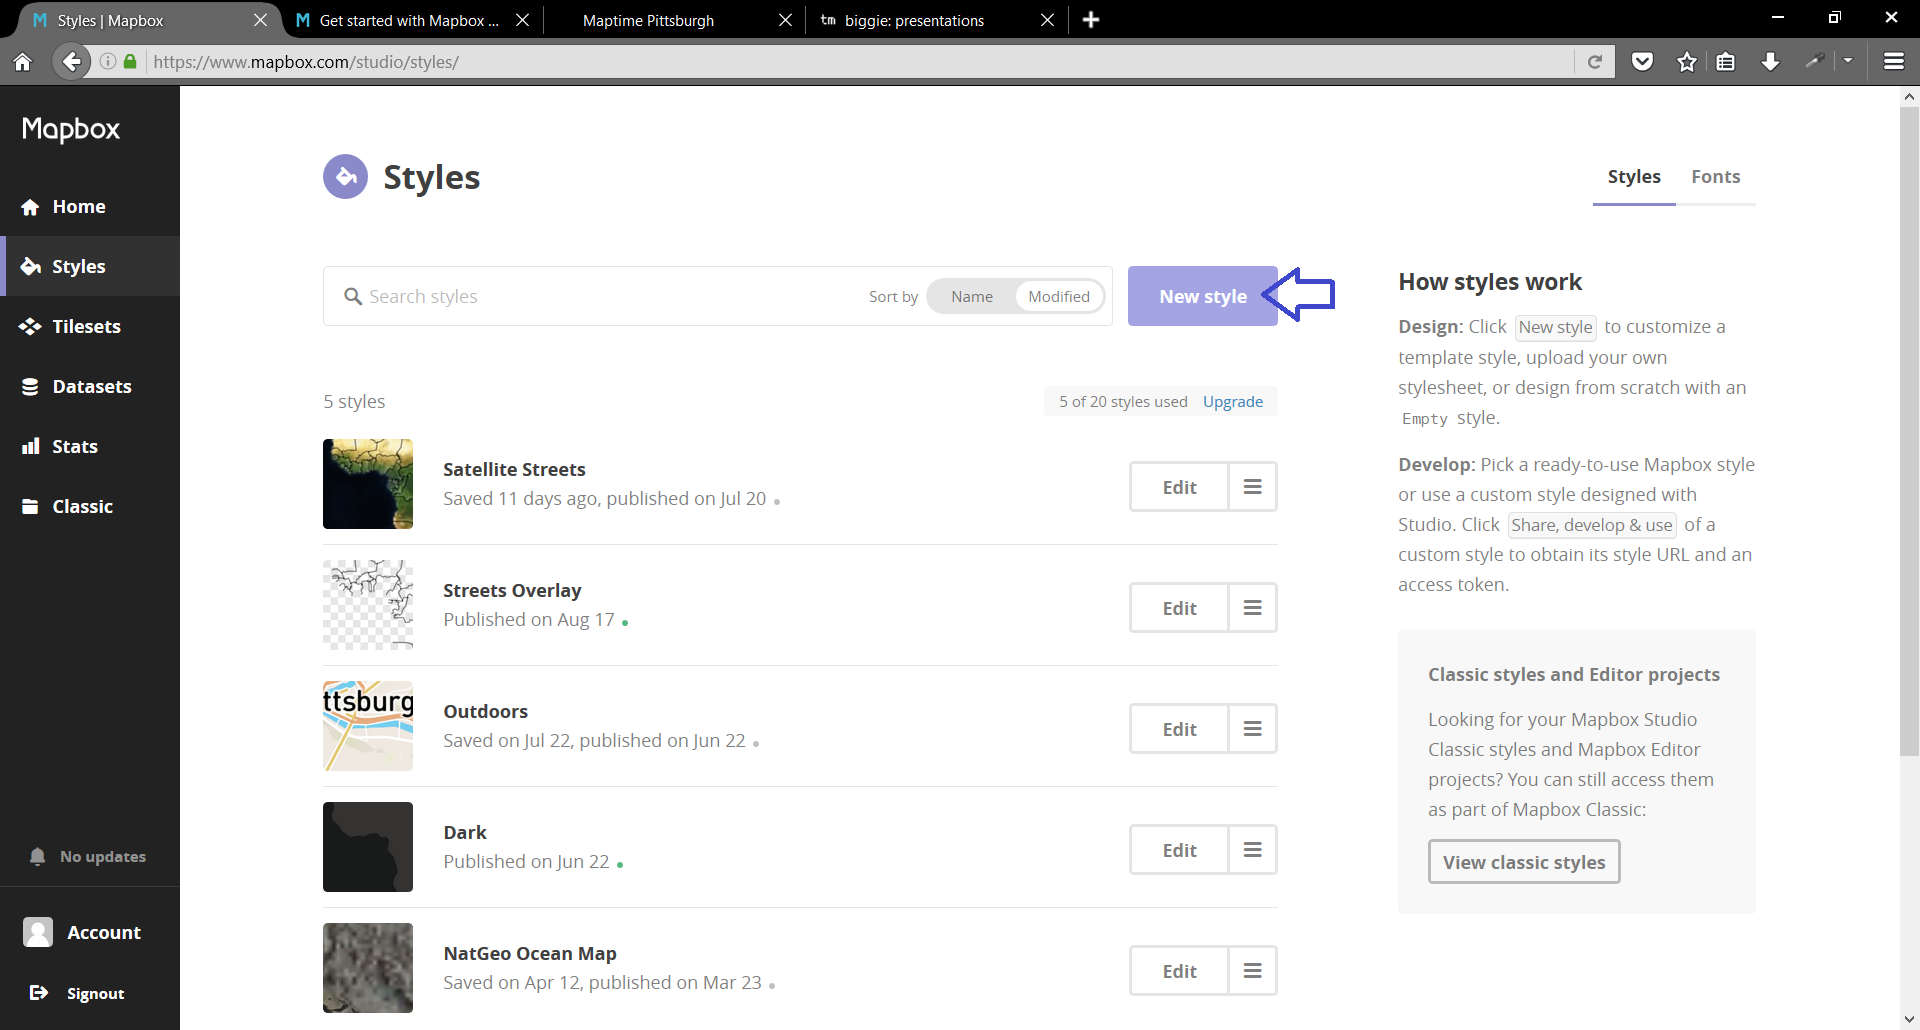 Styles | Mapbox
Get started with Mapbox ...
Maptime Pittsburgh
tm biggie: presentations
https://www.mapbox.com/studio/styles/
Mapbox
Home
Styles
Tilesets
Datasets
Stats
Classic
No updates
Account
Signout
Styles
Styles Fonts
Search styles
Sort by Name Modified
New style
5 styles
5 of 20 styles used Upgrade
Satellite Streets
Saved 11 days ago, published on Jul 20
Edit
Streets Overlay
Published on Aug 17
Edit
ttsburg
Outdoors
Saved on Jul 22, published on Jun 22
Edit
Dark
Published on Jun 22
Edit
NatGeo Ocean Map
Saved on Apr 12, published on Mar 23
Edit
How styles work
Design: Click New style to customize a
template style, upload your own
stylesheet, or design from scratch with an
Empty style.
Develop: Pick a ready-to-use Mapbox style
or use a custom style designed with
Studio. Click Share, develop & use of a
custom style to obtain its style URL and an
access token.
Classic styles and Editor projects
Looking for your Mapbox Studio
Classic styles and Mapbox Editor
projects? You can still access them
as part of Mapbox Classic:
View classic styles